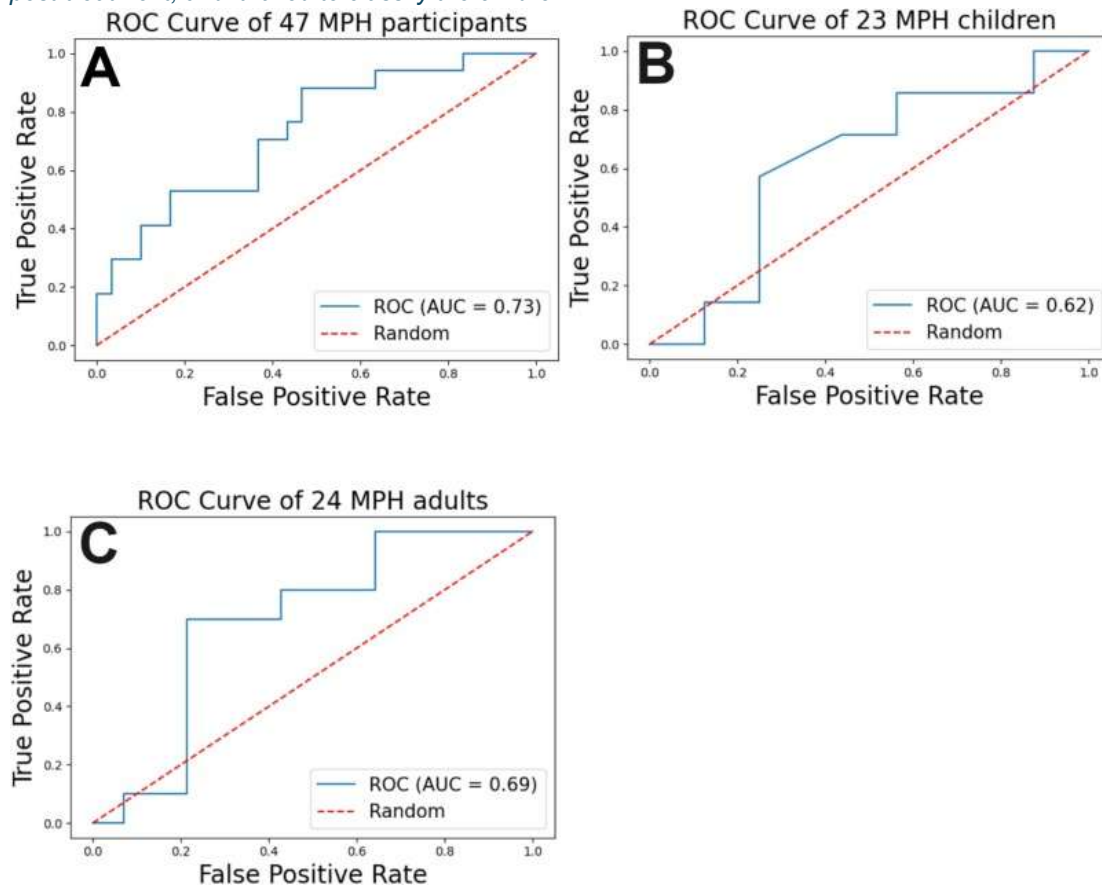 ROC Curve of 47 MPH participants
A
True Positive Rate
1.0
0.8
0.6
0.4
0.2
0.0
0.0 0.2 0.4 0.6 0.8 1.0
False Positive Rate
ROC (AUC = 0.73)
Random
ROC Curve of 23 MPH children
B
True Positive Rate
1.0
0.8
0.6
0.4
0.2
0.0
0.0 0.2 0.4 0.6 0.8 1.0
False Positive Rate
ROC (AUC = 0.62)
Random
ROC Curve of 24 MPH adults
C
True Positive Rate
1.0
0.8
0.6
0.4
0.2
0.0
0.0 0.2 0.4 0.6 0.8 1.0
False Positive Rate
ROC (AUC = 0.69)
Random